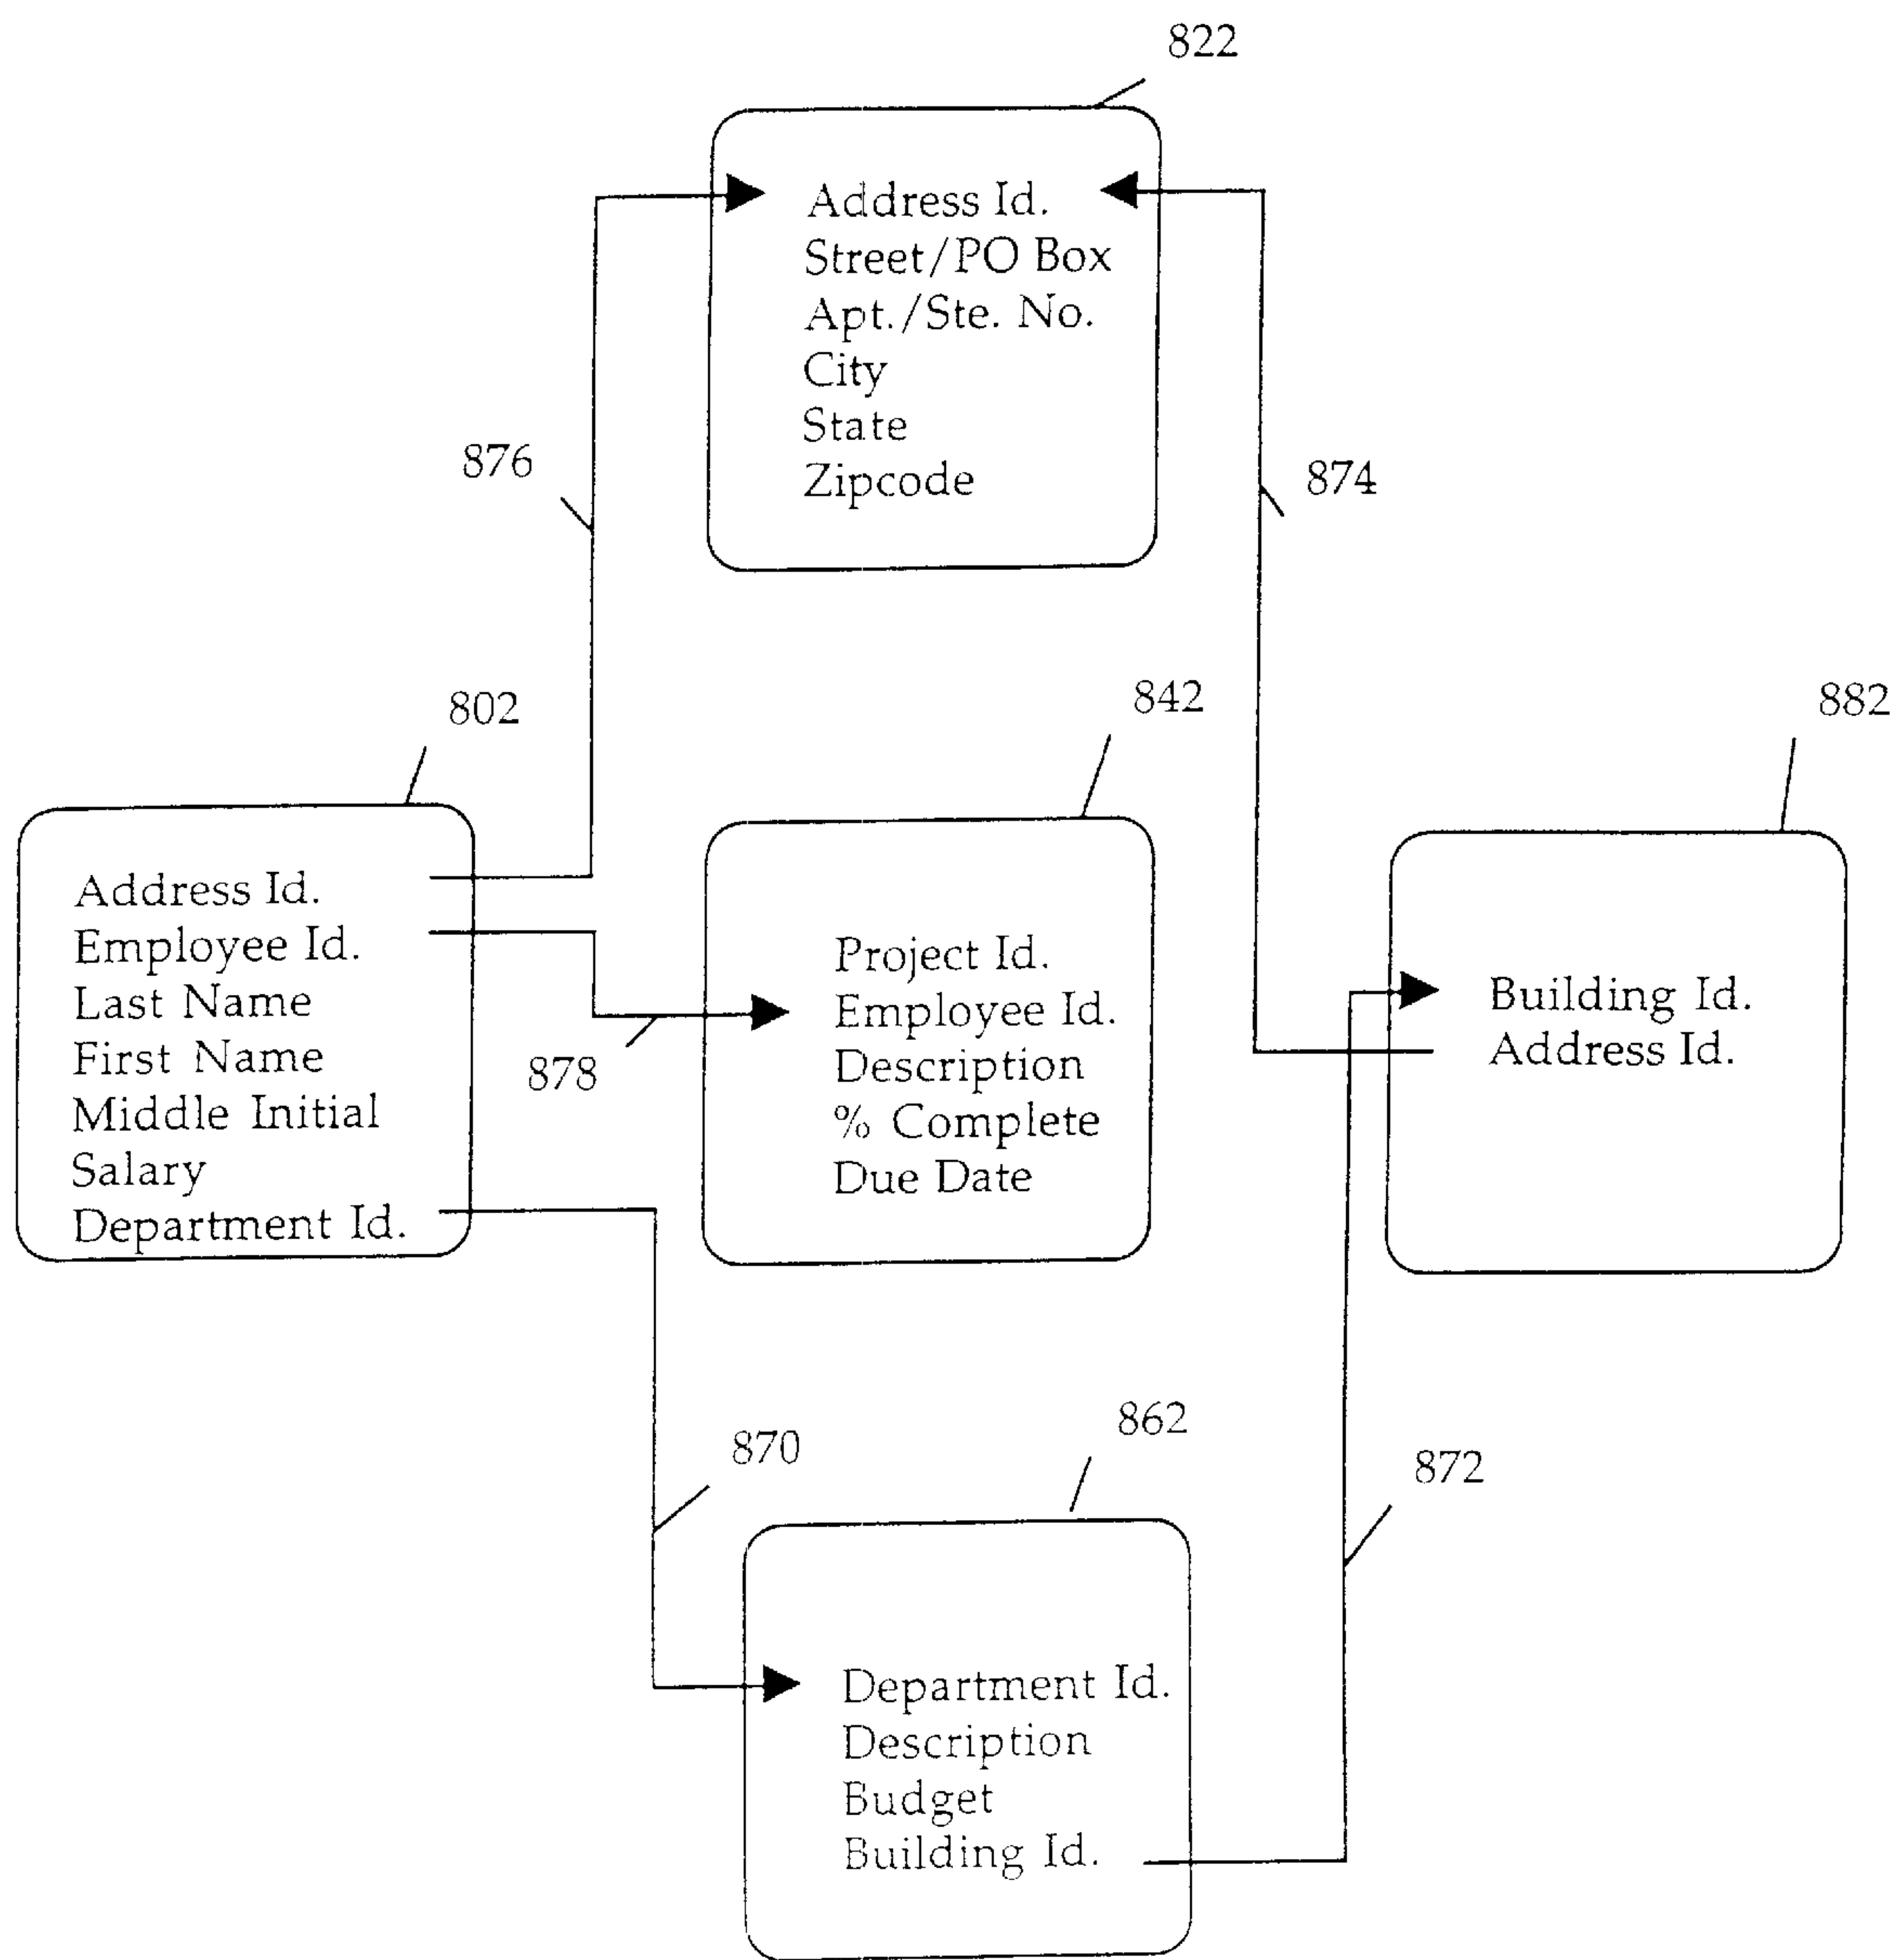 822
Address Id.
Street/PO Box
Apt./Ste. No.
City
State
Zipcode
876
874
802
842
882
Address Id.
Employee Id.
Last Name
First Name
Middle Initial
Salary
Department Id.
878
Project Id.
Employee Id.
Description
% Complete
Due Date
Building Id.
Address Id.
870
862
872
Department Id.
Description
Budget
Building Id.